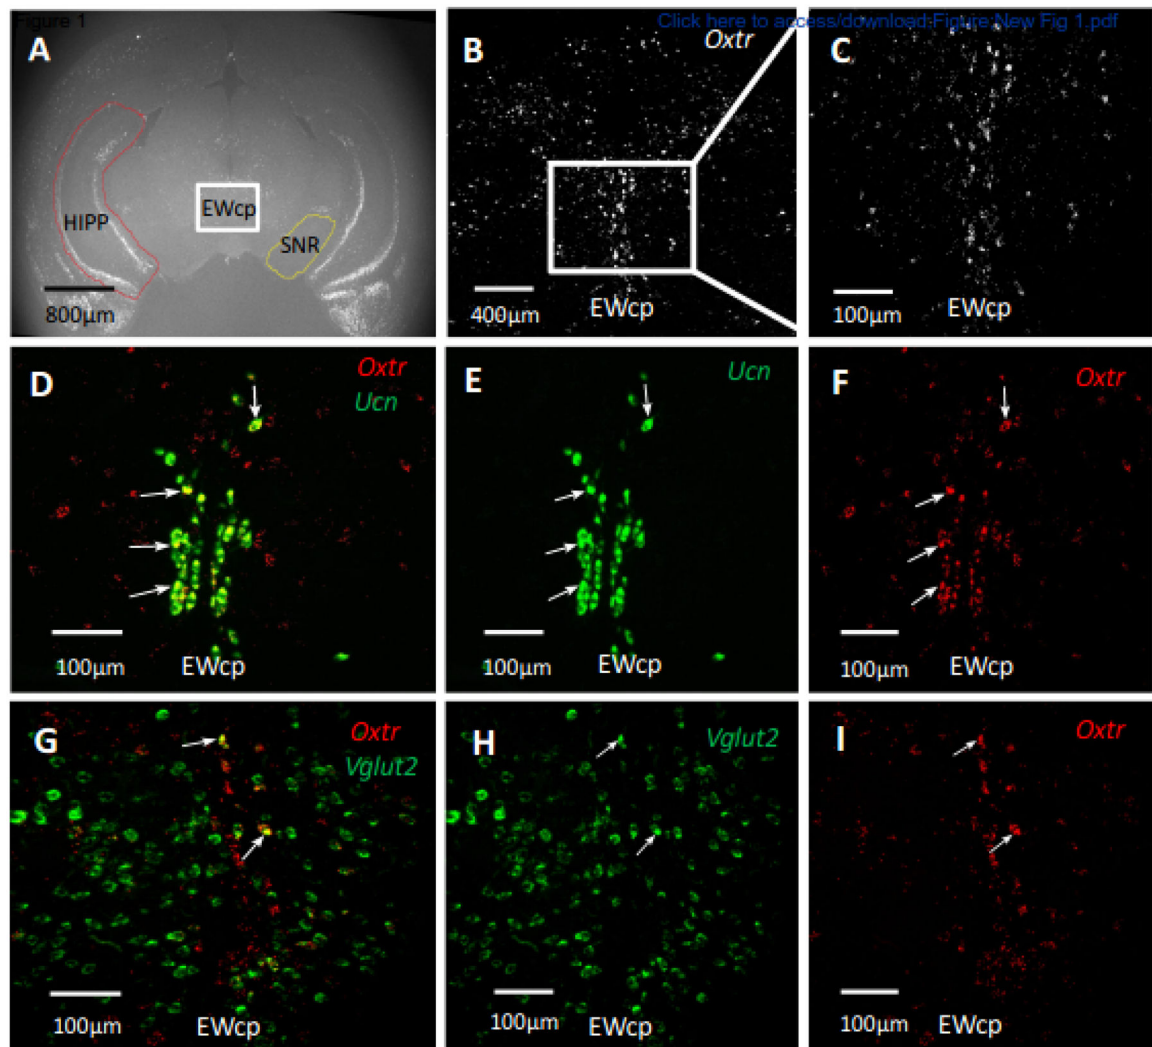 Figure 1
Click here to access/download;Figure;New Fig 1.pdf
A
HIPP
EWcp
SNR
800µm
B
Oxtr
400µm
EWcp
C
100µm
EWcp
D
Oxtr
Ucn
100µm
EWcp
E
Ucn
100µm
EWcp
F
Oxtr
100µm
EWcp
G
Oxtr
Vglut2
100µm
EWcp
H
Vglut2
100µm
EWcp
I
Oxtr
100µm
EWcp